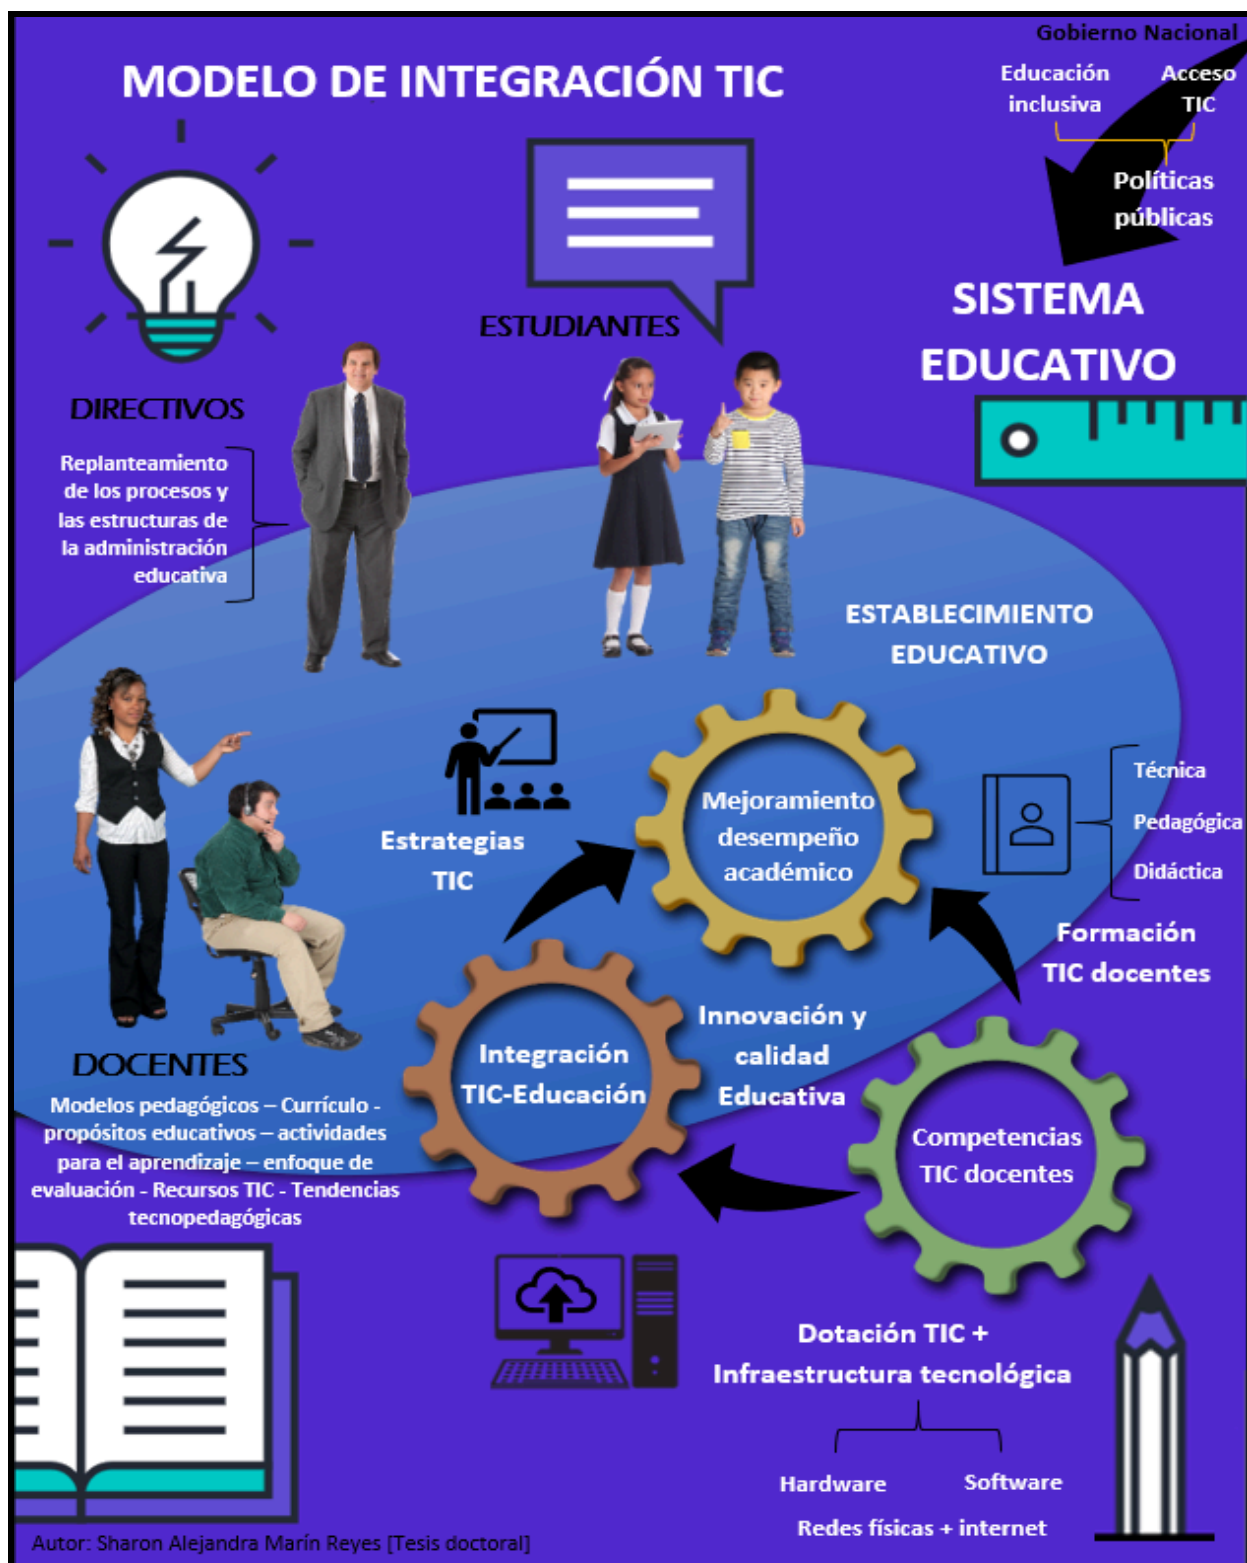 Gobierno Nacional
MODELO DE INTEGRACIÓN TIC
Educación
inclusiva
Acceso
TIC
Políticas
públicas
SISTEMA
EDUCATIVO
ESTUDIANTES
DIRECTIVOS
Replanteamiento
de los procesos y
las estructuras de
la administración
educativa
ESTABLECIMIENTO
EDUCATIVO
Estrategias
TIC
Mejoramiento
desempeño
académico
Técnica
Pedagógica
Didáctica
Formación
TIC docentes
Integración
TIC-Educación
Innovación y
calidad
Educativa
Competencias
TIC docentes
DOCENTES
Modelos pedagógicos – Currículo -
propósitos educativos – actividades
para el aprendizaje – enfoque de
evaluación - Recursos TIC - Tendencias
tecnopedagógicas
Dotación TIC +
Infraestructura tecnológica
Hardware
Software
Redes físicas + internet
Autor: Sharon Alejandra Marín Reyes [Tesis doctoral]